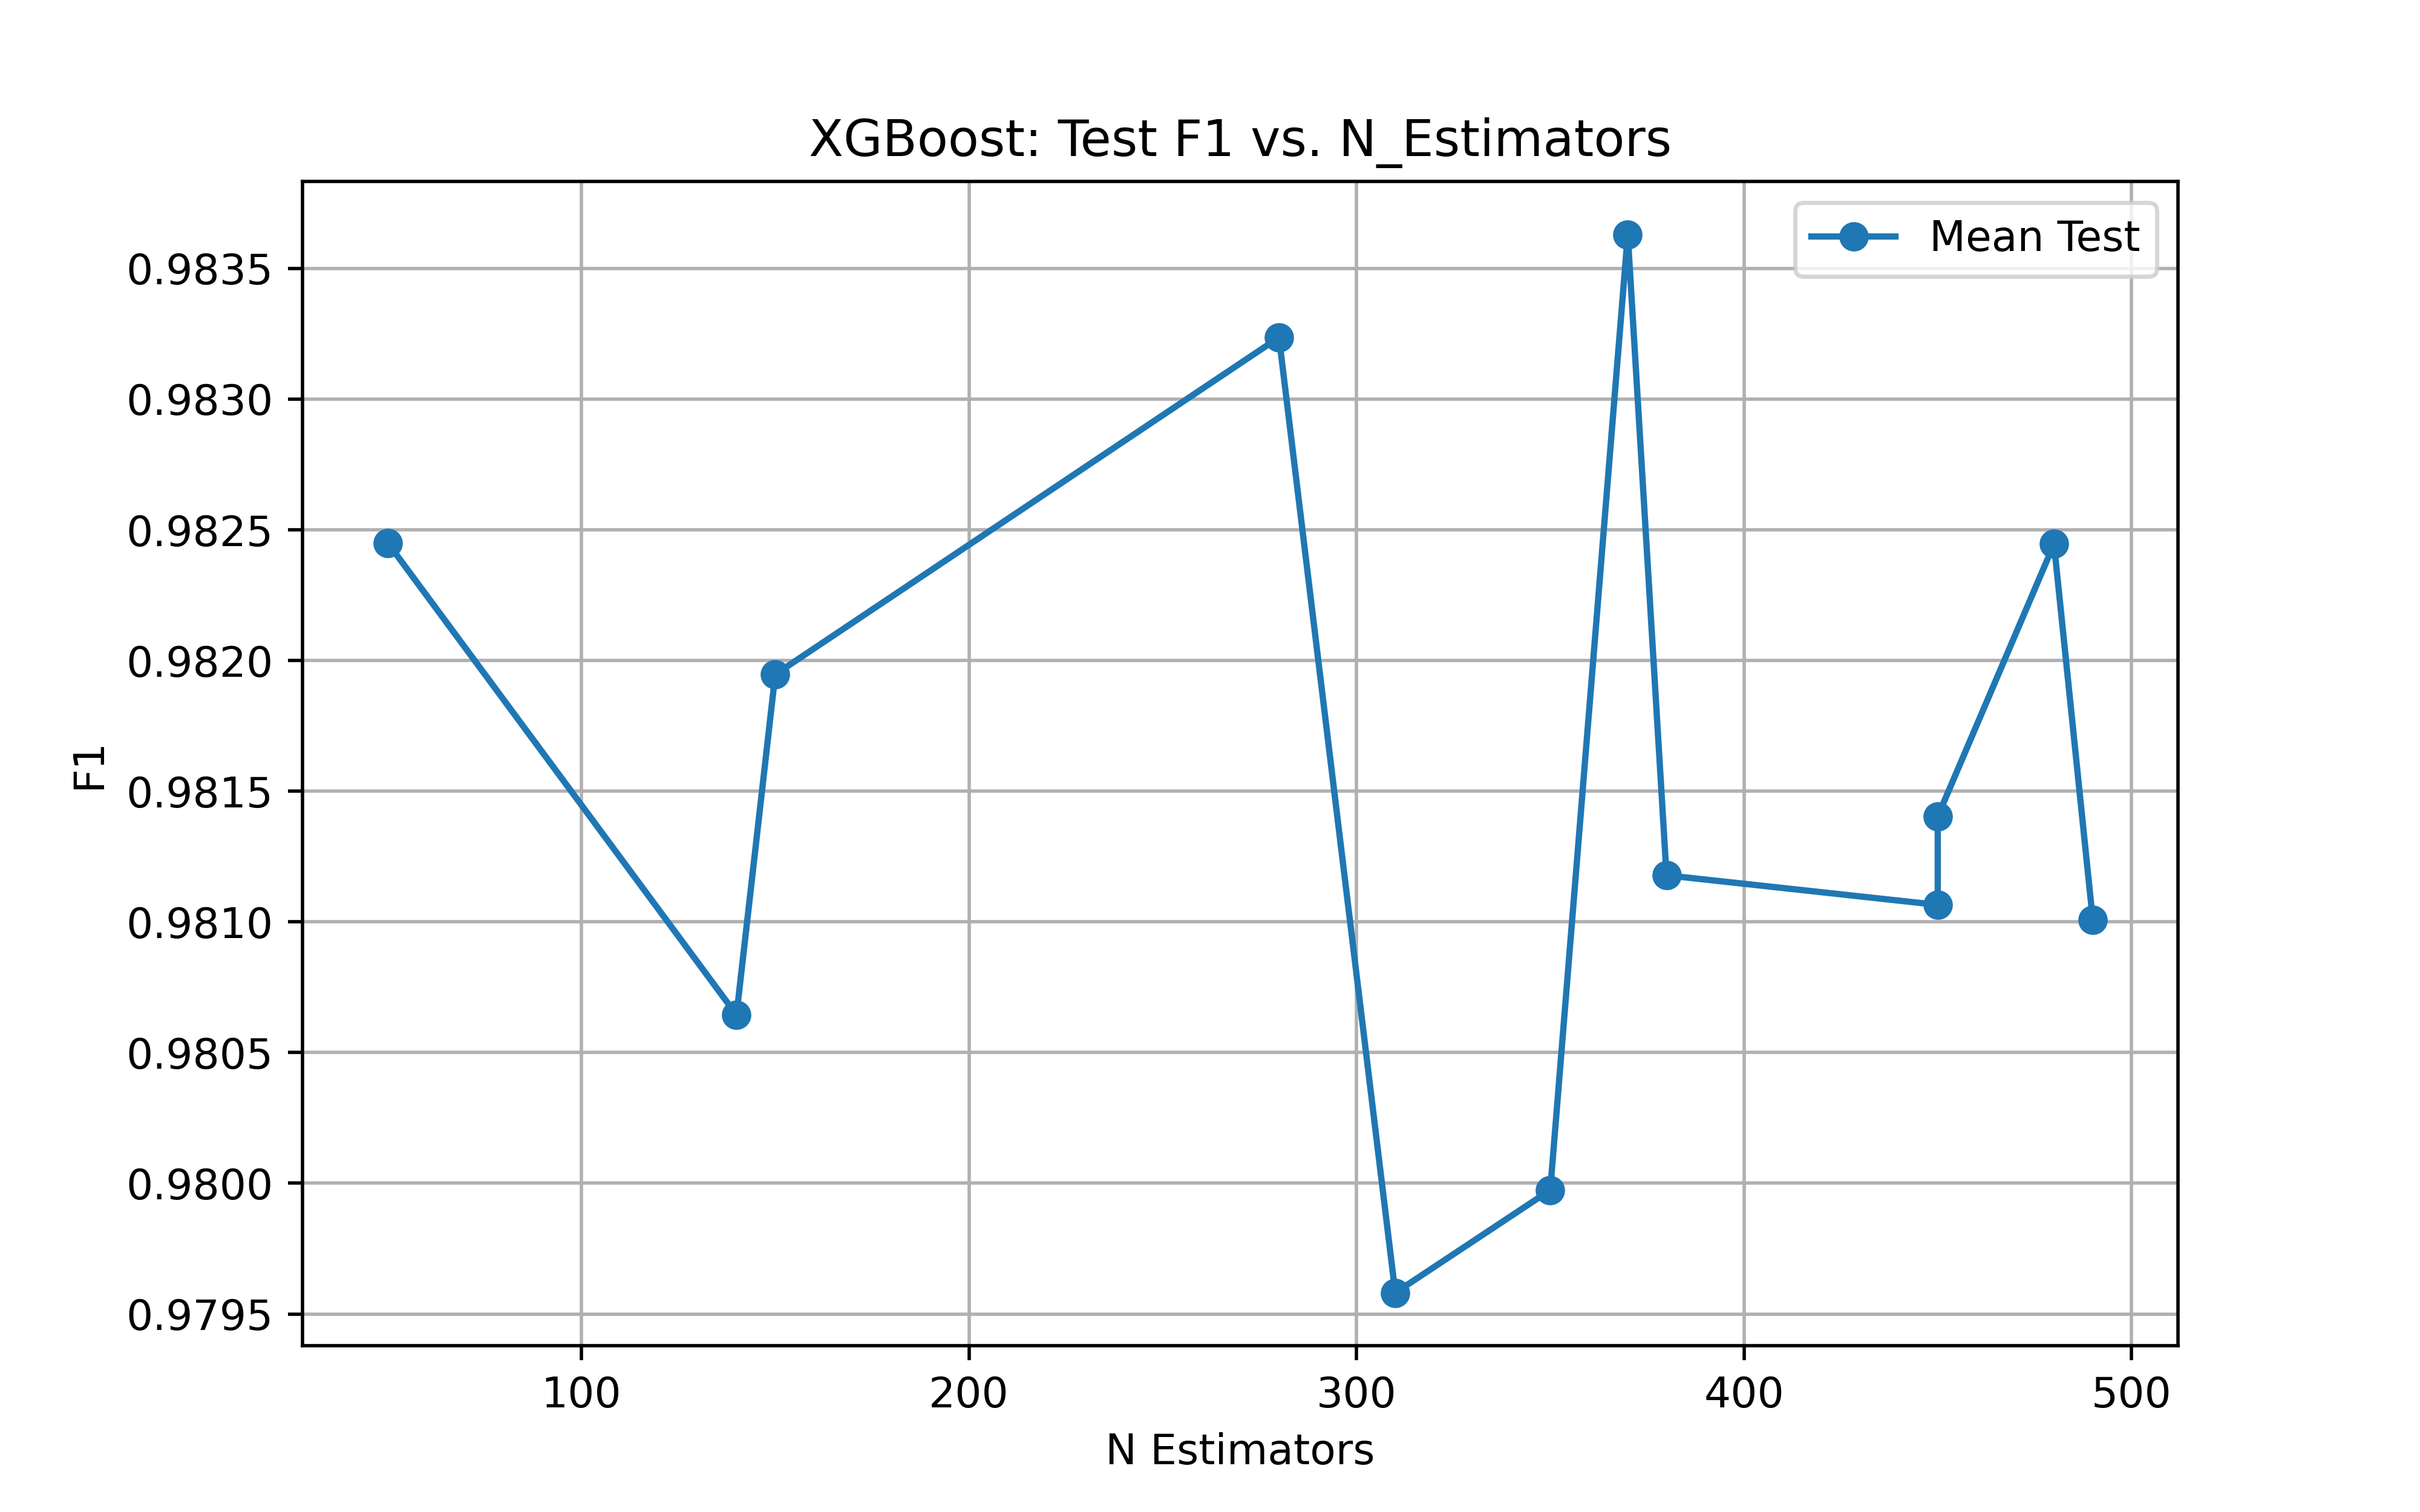 XGBoost: Test F1 vs. N_Estimators
Mean Test
0.9835
0.9830
0.9825
0.9820
0.9815
0.9810
0.9805
0.9800
0.9795
F1
100 200 300 400 500
N Estimators